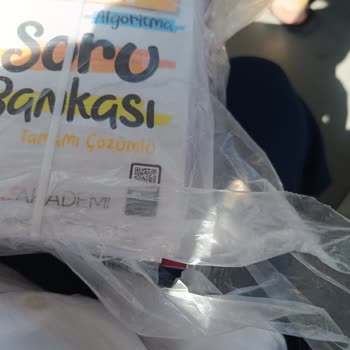 Algoritma
Soru
Bankası
Tamamı Çözümlü
AKADEMİ